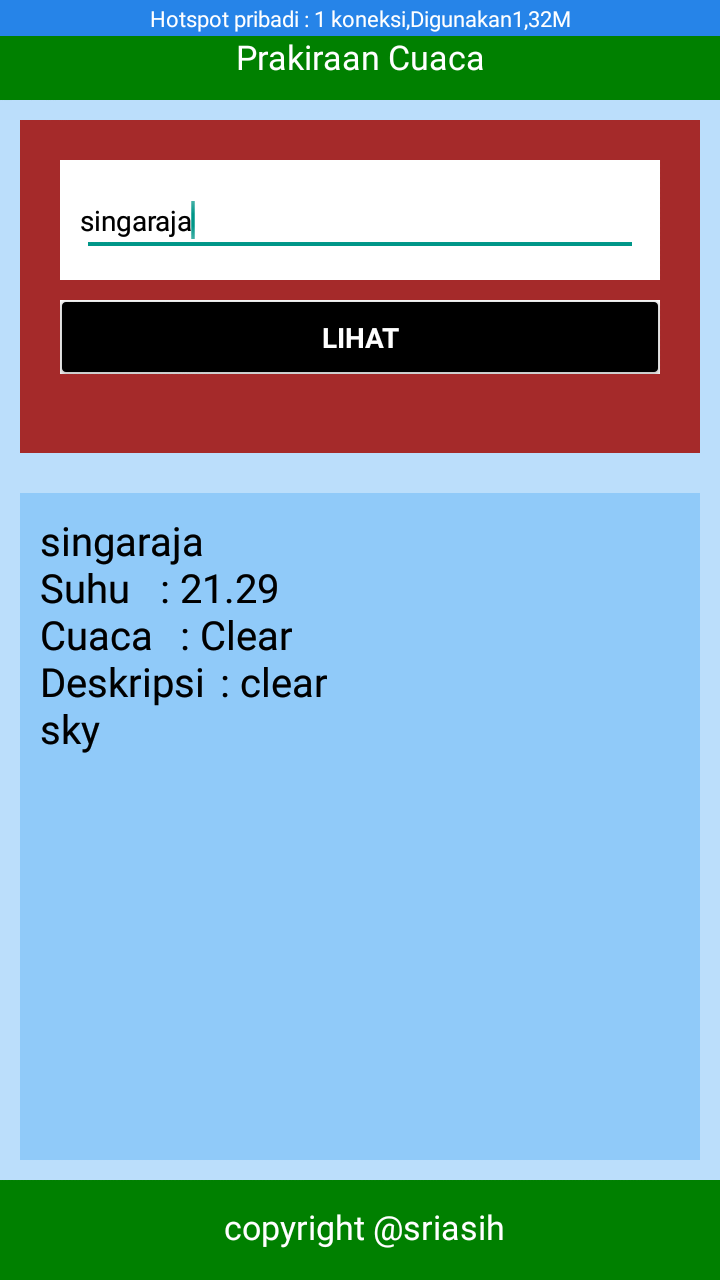 Hotspot pribadi : 1 koneksi,Digunakan1,32M
Prakiraan Cuaca
singaraja
LIHAT
singaraja
Suhu : 21.29
Cuaca : Clear
Deskripsi : clear
sky
copyright @sriasih